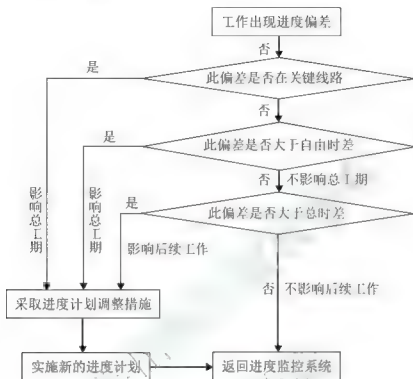 工作出现进度偏差
否
是
此偏差是否在关键线路
否
是
此偏差是否大于自由时差
否 不影响总工期
是
此偏差是否大于总时差
影响总工期
影响总工期
影响后续工作
否 不影响后续工作
采取进度计划调整措施
实施新的进度计划
返回进度监控系统